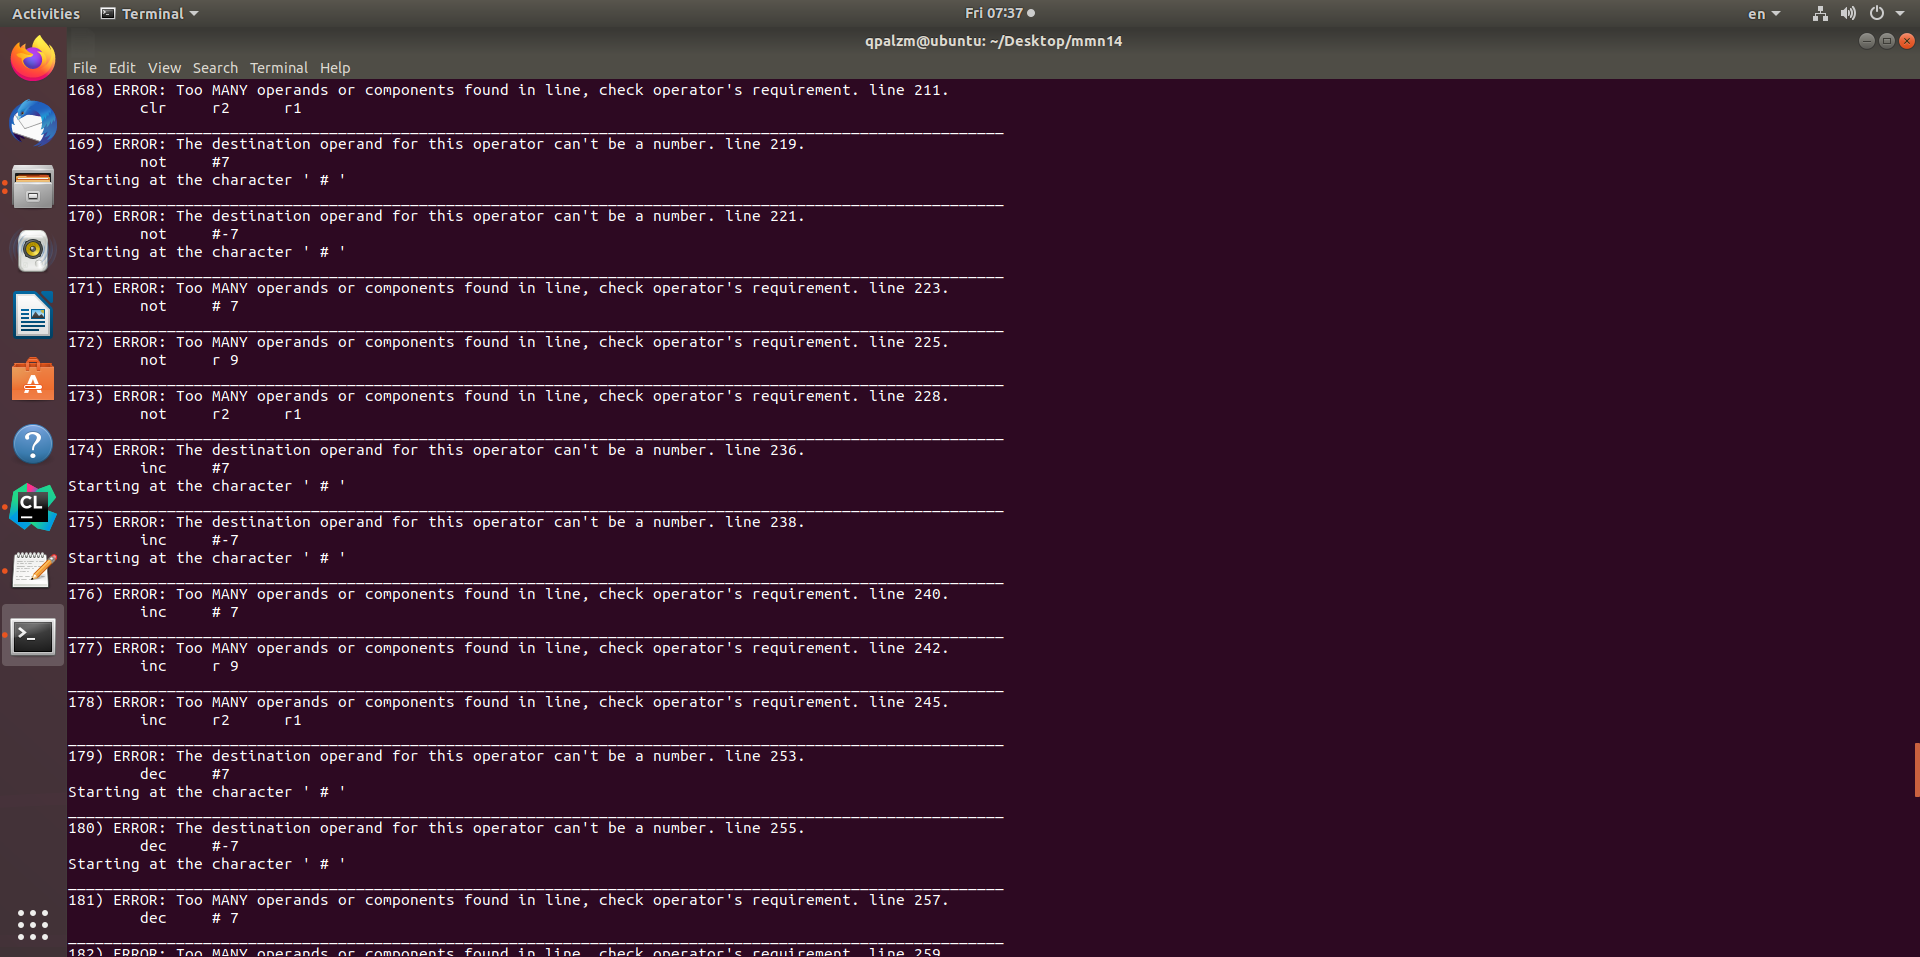 Activities Terminal Fri 07:37 en
qpalzm@ubuntu: ~/Desktop/mmn14
File Edit View Search Terminal Help
168) ERROR: Too MANY operands or components found in line, check operator's requirement. line 211.
clr r2 r1
169) ERROR: The destination operand for this operator can't be a number. line 219.
not #7
Starting at the character ' # '
170) ERROR: The destination operand for this operator can't be a number. line 221.
not #-7
Starting at the character ' # '
171) ERROR: Too MANY operands or components found in line, check operator's requirement. line 223.
not # 7
172) ERROR: Too MANY operands or components found in line, check operator's requirement. line 225.
not r 9
173) ERROR: Too MANY operands or components found in line, check operator's requirement. line 228.
not r2 r1
174) ERROR: The destination operand for this operator can't be a number. line 236.
inc #7
Starting at the character ' # '
175) ERROR: The destination operand for this operator can't be a number. line 238.
inc #-7
Starting at the character ' # '
176) ERROR: Too MANY operands or components found in line, check operator's requirement. line 240.
inc # 7
177) ERROR: Too MANY operands or components found in line, check operator's requirement. line 242.
inc r 9
178) ERROR: Too MANY operands or components found in line, check operator's requirement. line 245.
inc r2 r1
179) ERROR: The destination operand for this operator can't be a number. line 253.
dec #7
Starting at the character ' # '
180) ERROR: The destination operand for this operator can't be a number. line 255.
dec #-7
Starting at the character ' # '
181) ERROR: Too MANY operands or components found in line, check operator's requirement. line 257.
dec # 7
182) ERROR: Too MANY operands or components found in line, check operator's requirement. line 259.
CL